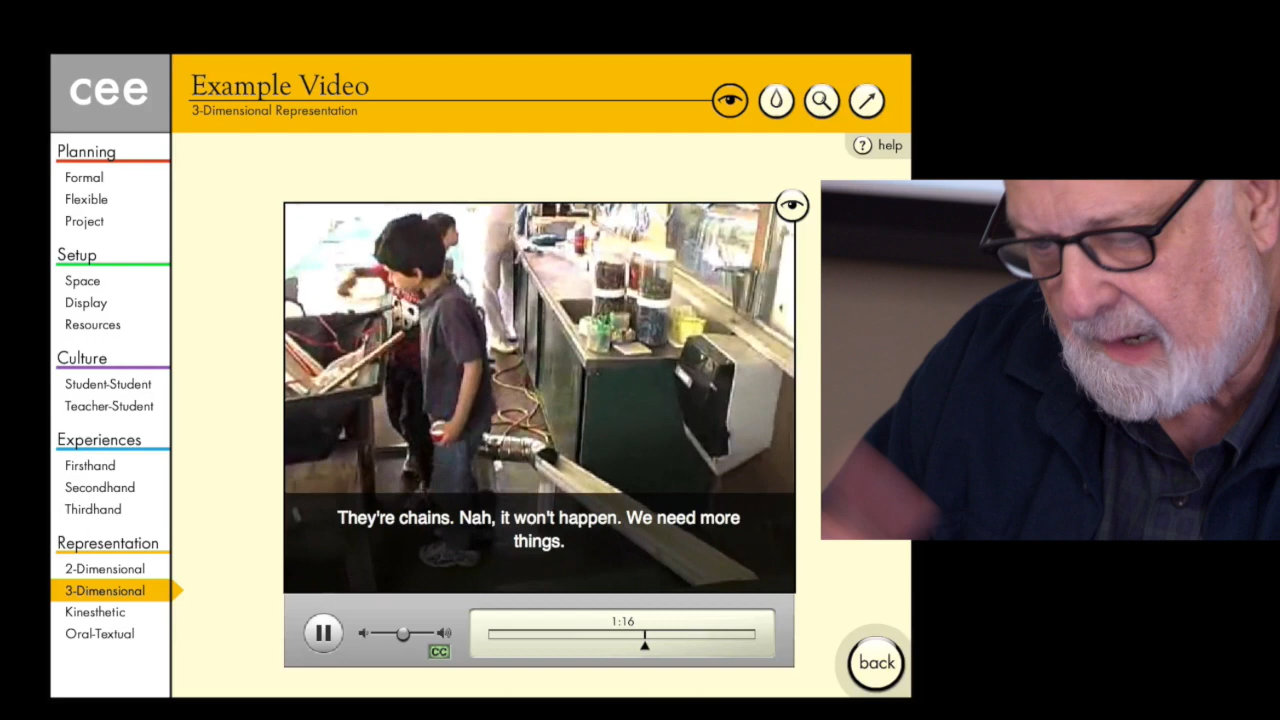 cee
Example Video
3-Dimensional Representation
? help
Planning
Formal
Flexible
Project
Setup
Space
Display
Resources
Culture
Student-Student
Teacher-Student
Experiences
Firsthand
Secondhand
Thirdhand
Representation
2-Dimensional
3-Dimensional
Kinesthetic
Oral-Textual
They're chains. Nah, it won't happen. We need more
things.
1:16
CC
back